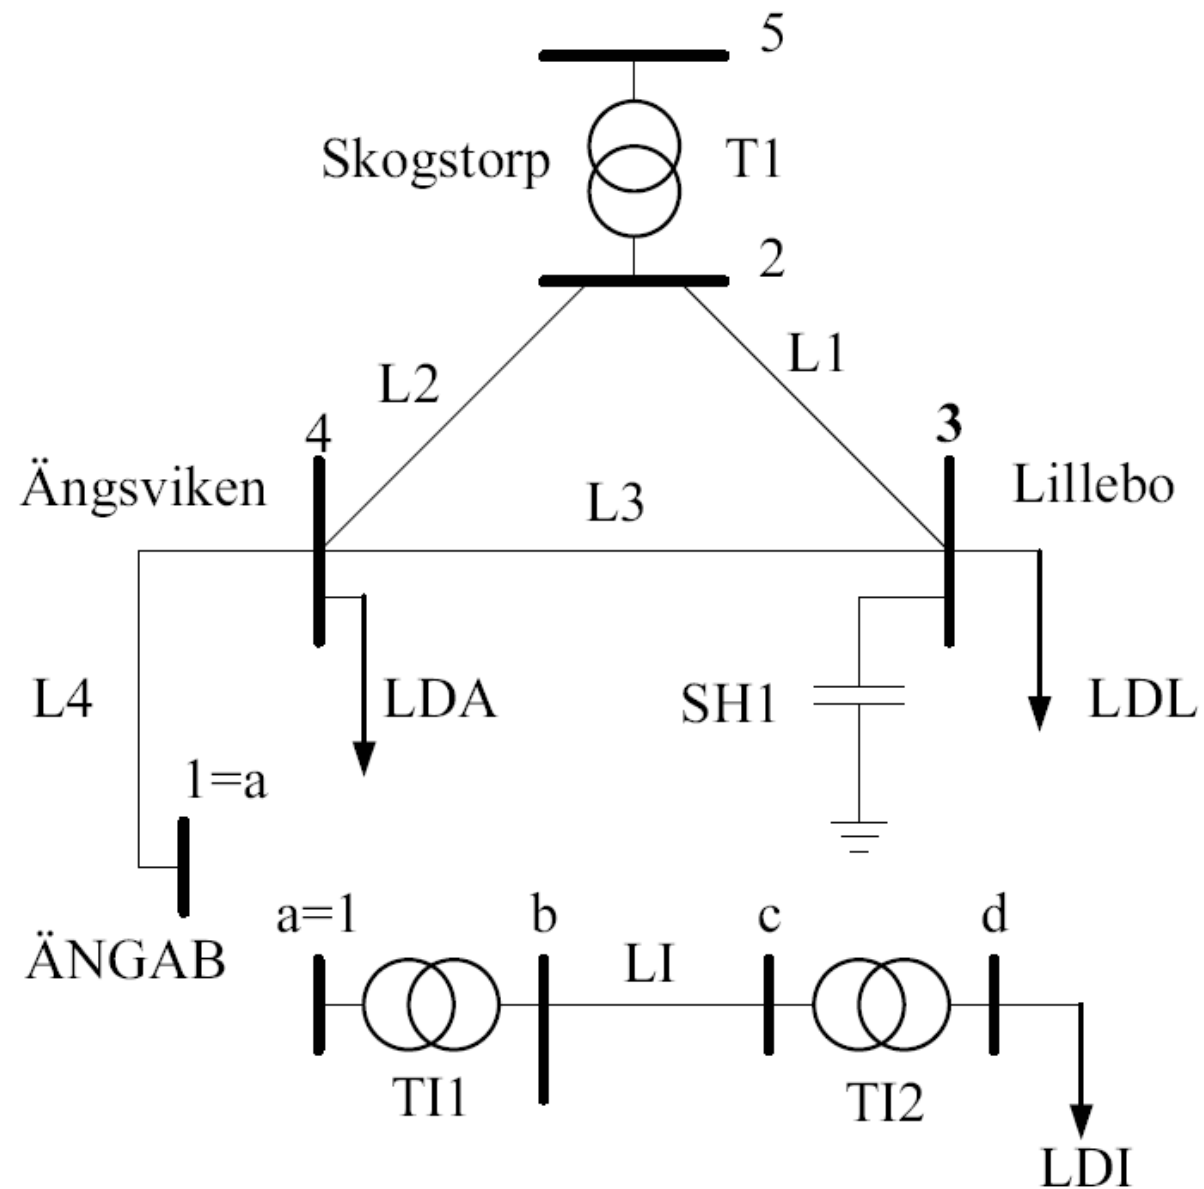 5
Skogstorp T1
2
L1
L2
4
3
Ängsviken
Lillebo
L3
L4
LDA
SH1
LDL
1=a
a=1 b c d
ÄNGAB
LI
TI1
TI2
LDI